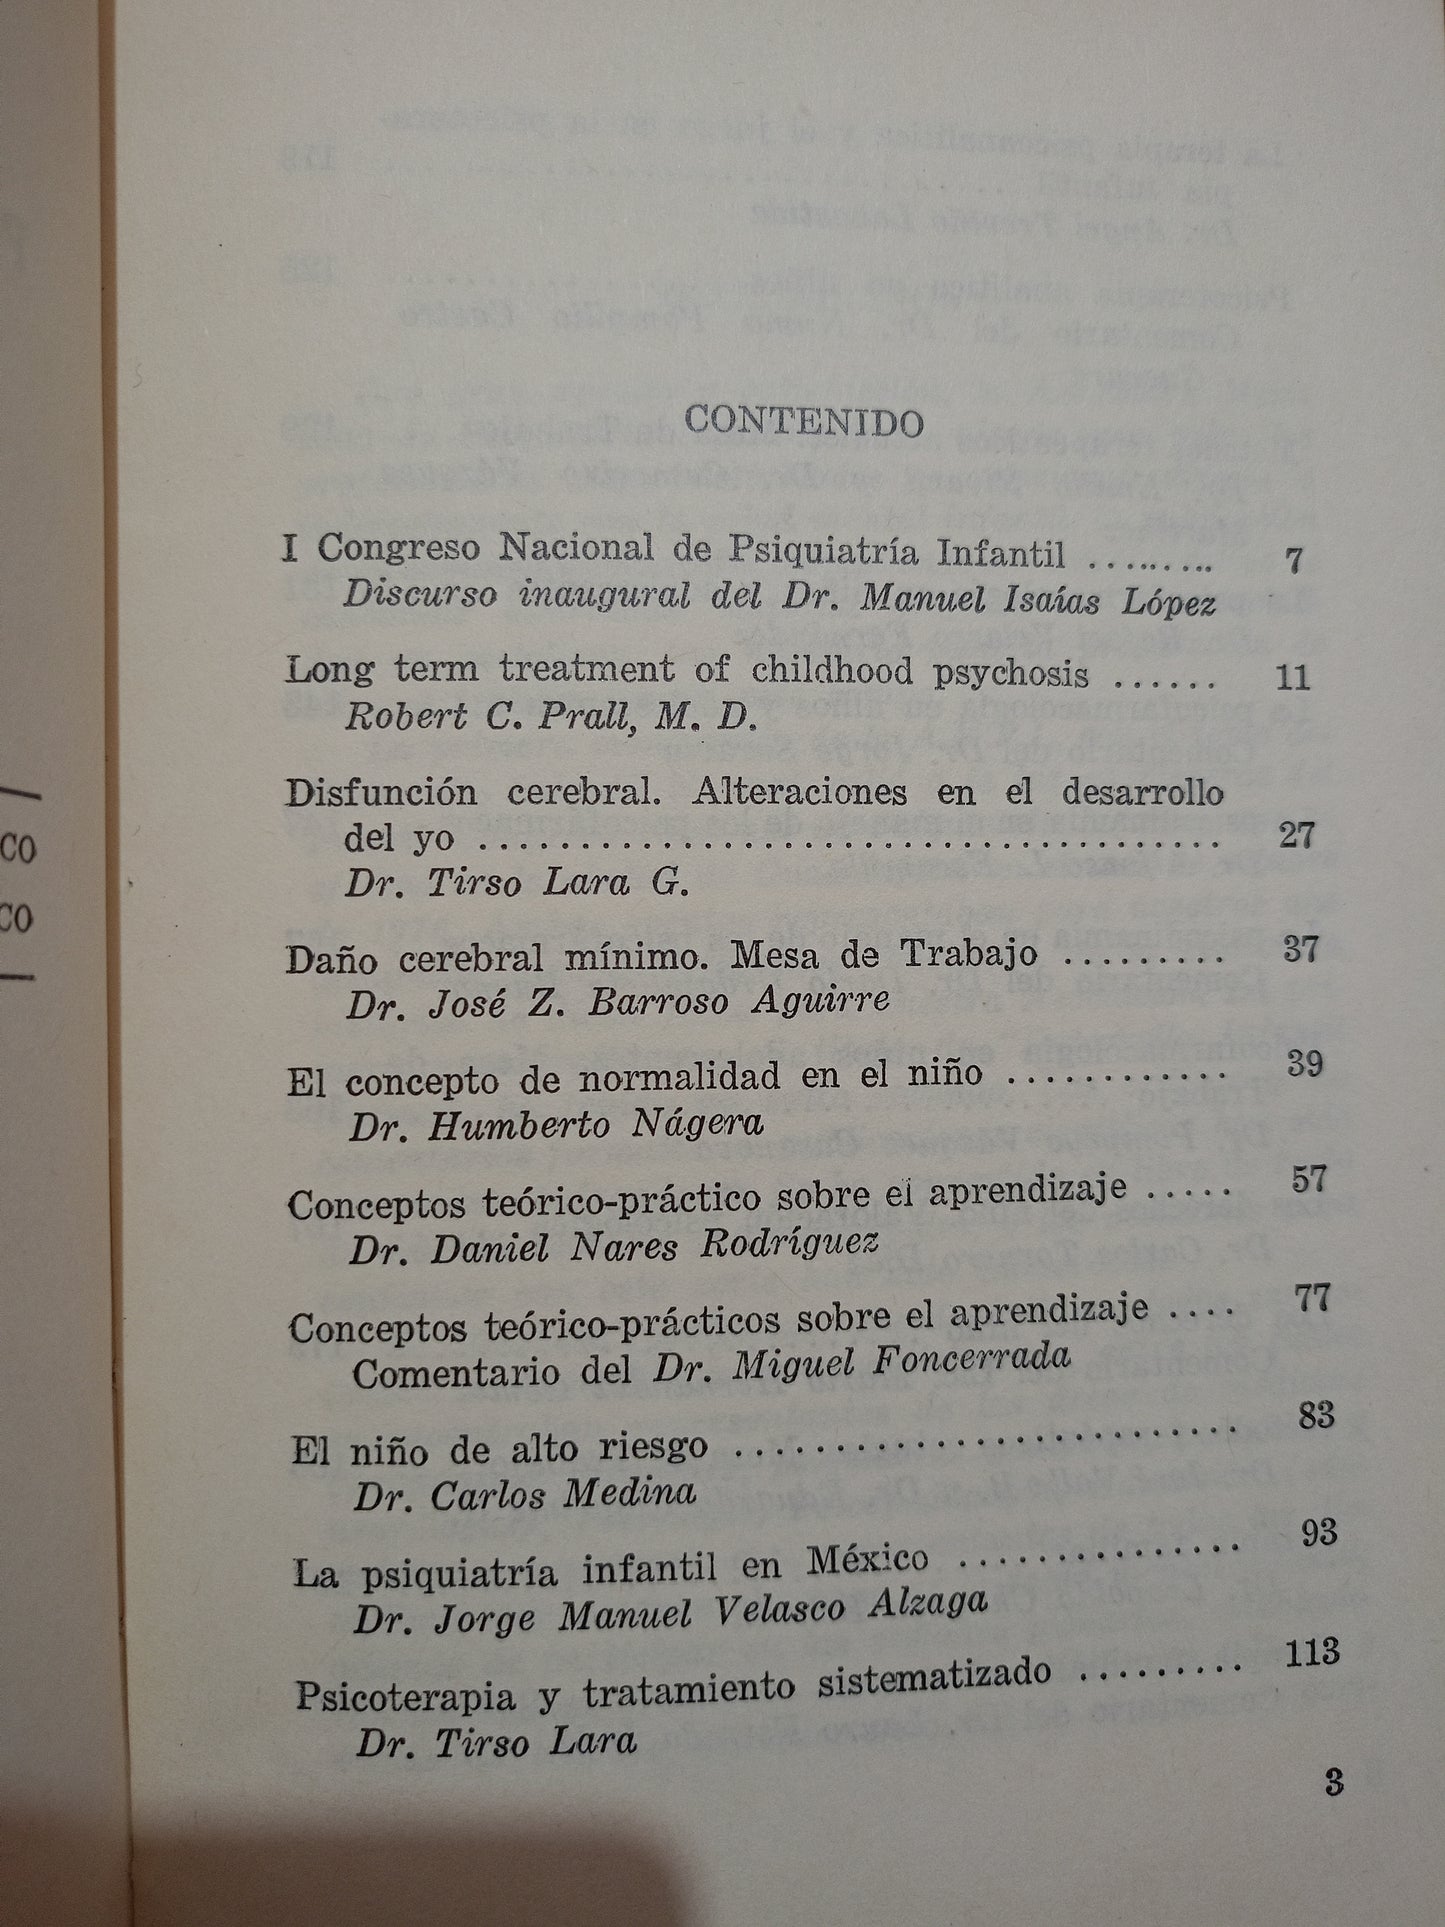 CONTENIDO
I Congreso Nacional de Psiquiatría Infantil ......... 7
Discurso inaugural del Dr. Manuel Isaías López
Long term treatment of childhood psychosis ...... 11
Robert C. Prall, M. D.
Disfunción cerebral. Alteraciones en el desarrollo
del yo ..................................... 27
Dr. Tirso Lara G.
Daño cerebral mínimo. Mesa de Trabajo ......... 37
Dr. José Z. Barroso Aguirre
El concepto de normalidad en el niño ............ 39
Dr. Humberto Nágera
Conceptos teórico-práctico sobre el aprendizaje ..... 57
Dr. Daniel Nares Rodríguez
Conceptos teórico-prácticos sobre el aprendizaje .... 77
Comentario del Dr. Miguel Foncerrada
El niño de alto riesgo .......................... 83
Dr. Carlos Medina
La psiquiatría infantil en México ............... 93
Dr. Jorge Manuel Velasco Alzaga
Psicoterapia y tratamiento sistematizado ......... 113
Dr. Tirso Lara
3
CO
CO